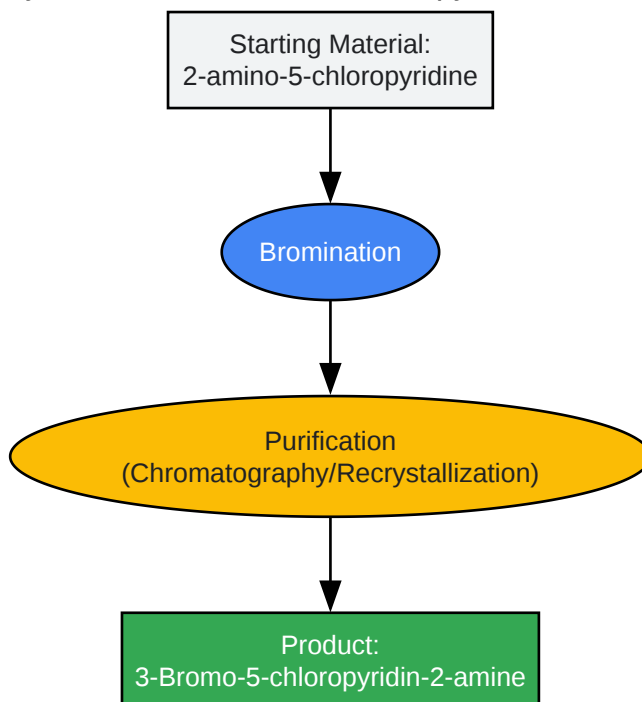 Starting Material:
2-amino-5-chloropyridine
Bromination
Purification
(Chromatography/Recrystallization)
Product:
3-Bromo-5-chloropyridin-2-amine